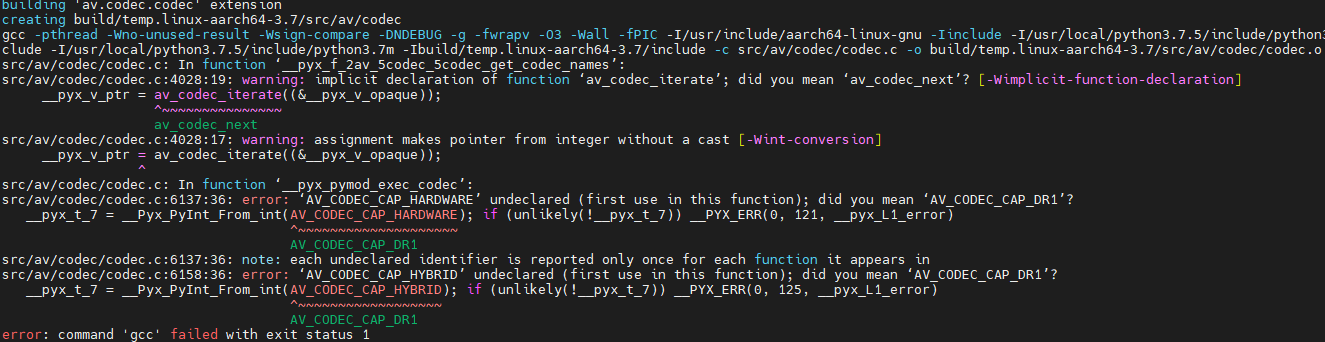 building 'av.codec.codec' extension
creating build/temp.linux-aarch64-3.7/src/av/codec
gcc -pthread -Wno-unused-result -Wsign-compare -DNDEBUG -g -fwrapv -O3 -Wall -fPIC -I/usr/include/aarch64-linux-gnu -Iinclude -I/usr/local/python3.7.5/include/python3
clude -I/usr/local/python3.7.5/include/python3.7m -Ibuild/temp.linux-aarch64-3.7/include -c src/av/codec/codec.c -o build/temp.linux-aarch64-3.7/src/av/codec/codec.o
src/av/codec/codec.c: In function ‘__pyx_f_2av_5codec_5codec_get_codec_names’:
src/av/codec/codec.c:4028:19: warning: implicit declaration of function ‘av_codec_iterate’; did you mean ‘av_codec_next’? [-Wimplicit-function-declaration]
__pyx_v_ptr = av_codec_iterate((&__pyx_v_opaque));
^~~~~~~~~~~~~~~~
av_codec_next
src/av/codec/codec.c:4028:17: warning: assignment makes pointer from integer without a cast [-Wint-conversion]
__pyx_v_ptr = av_codec_iterate((&__pyx_v_opaque));
^
src/av/codec/codec.c: In function ‘__pyx_pymod_exec_codec’:
src/av/codec/codec.c:6137:36: error: ‘AV_CODEC_CAP_HARDWARE’ undeclared (first use in this function); did you mean ‘AV_CODEC_CAP_DR1’?
__pyx_t_7 = __Pyx_PyInt_From_int(AV_CODEC_CAP_HARDWARE); if (unlikely(!__pyx_t_7)) __PYX_ERR(0, 121, __pyx_L1_error)
^~~~~~~~~~~~~~~~~~~~~
AV_CODEC_CAP_DR1
src/av/codec/codec.c:6137:36: note: each undeclared identifier is reported only once for each function it appears in
src/av/codec/codec.c:6158:36: error: ‘AV_CODEC_CAP_HYBRID’ undeclared (first use in this function); did you mean ‘AV_CODEC_CAP_DR1’?
__pyx_t_7 = __Pyx_PyInt_From_int(AV_CODEC_CAP_HYBRID); if (unlikely(!__pyx_t_7)) __PYX_ERR(0, 125, __pyx_L1_error)
^~~~~~~~~~~~~~~~~~~
AV_CODEC_CAP_DR1
error: command 'gcc' failed with exit status 1